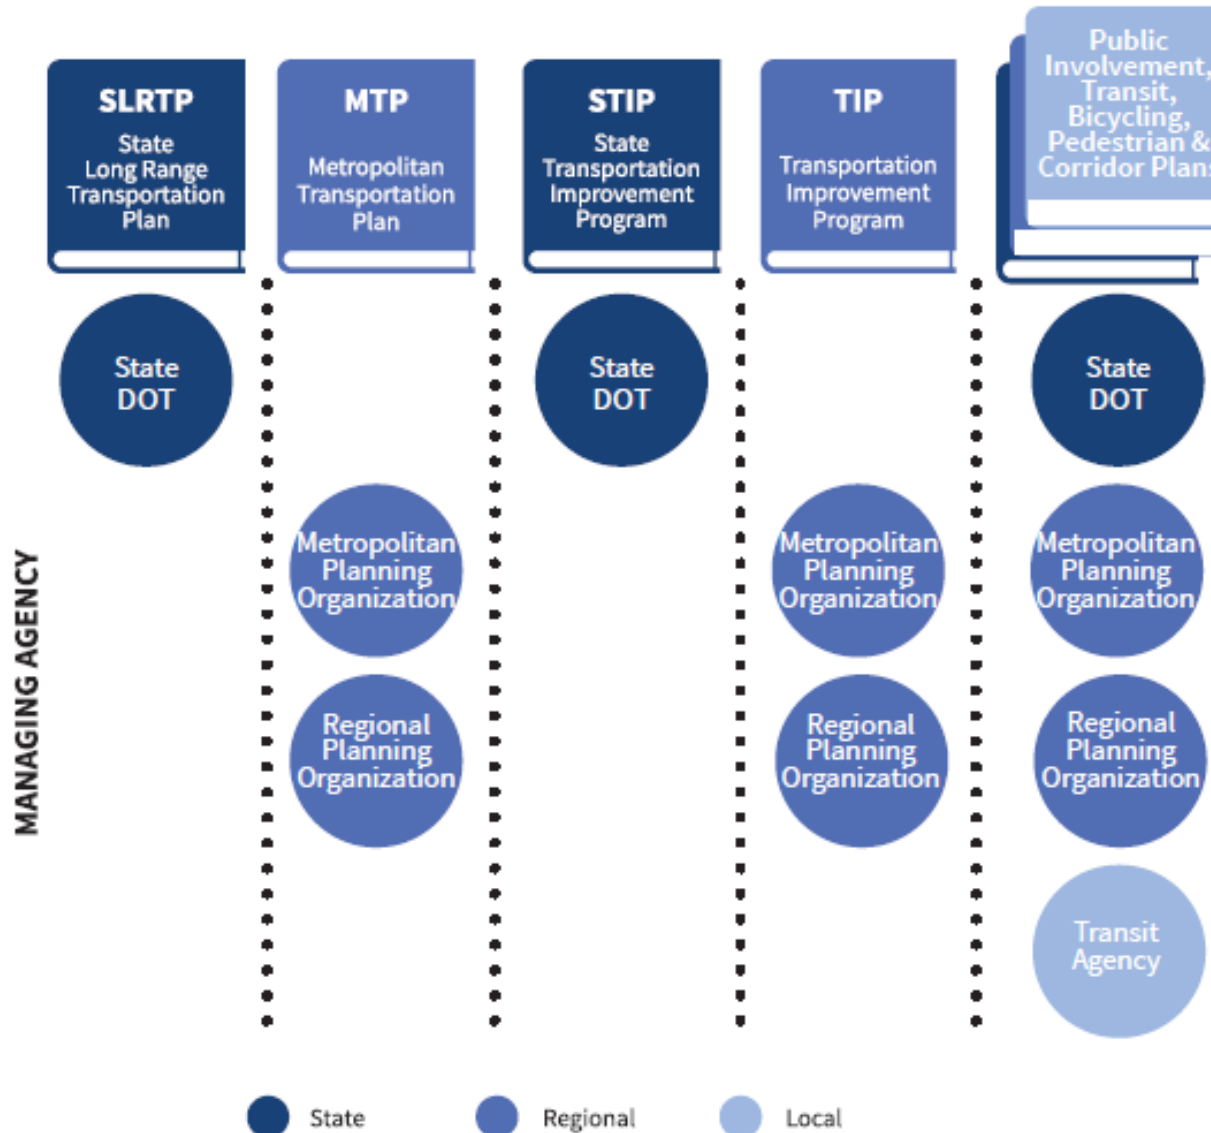 SLRTP
State
Long Range
Transportation
Plan
MTP
Metropolitan
Transportation
Plan
STIP
State
Transportation
Improvement
Program
TIP
Transportation
Improvement
Program
Public
Involvement,
Transit,
Bicycling,
Pedestrian &
Corridor Plans
MANAGING AGENCY
State
DOT
State
DOT
State
DOT
Metropolitan
Planning
Organization
Metropolitan
Planning
Organization
Metropolitan
Planning
Organization
Regional
Planning
Organization
Regional
Planning
Organization
Regional
Planning
Organization
Transit
Agency
State
Regional
Local